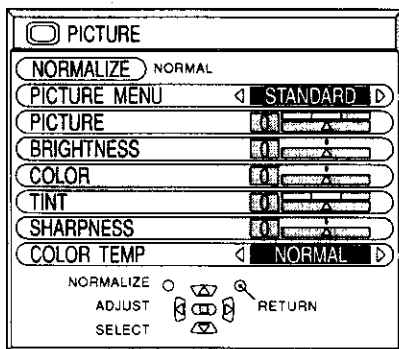 PICTURE
NORMALIZE NORMAL
PICTURE MENU STANDARD
PICTURE 0
BRIGHTNESS 0
COLOR 0
TINT 0
SHARPNESS 0
COLOR TEMP NORMAL
NORMALIZE
ADJUST RETURN
SELECT